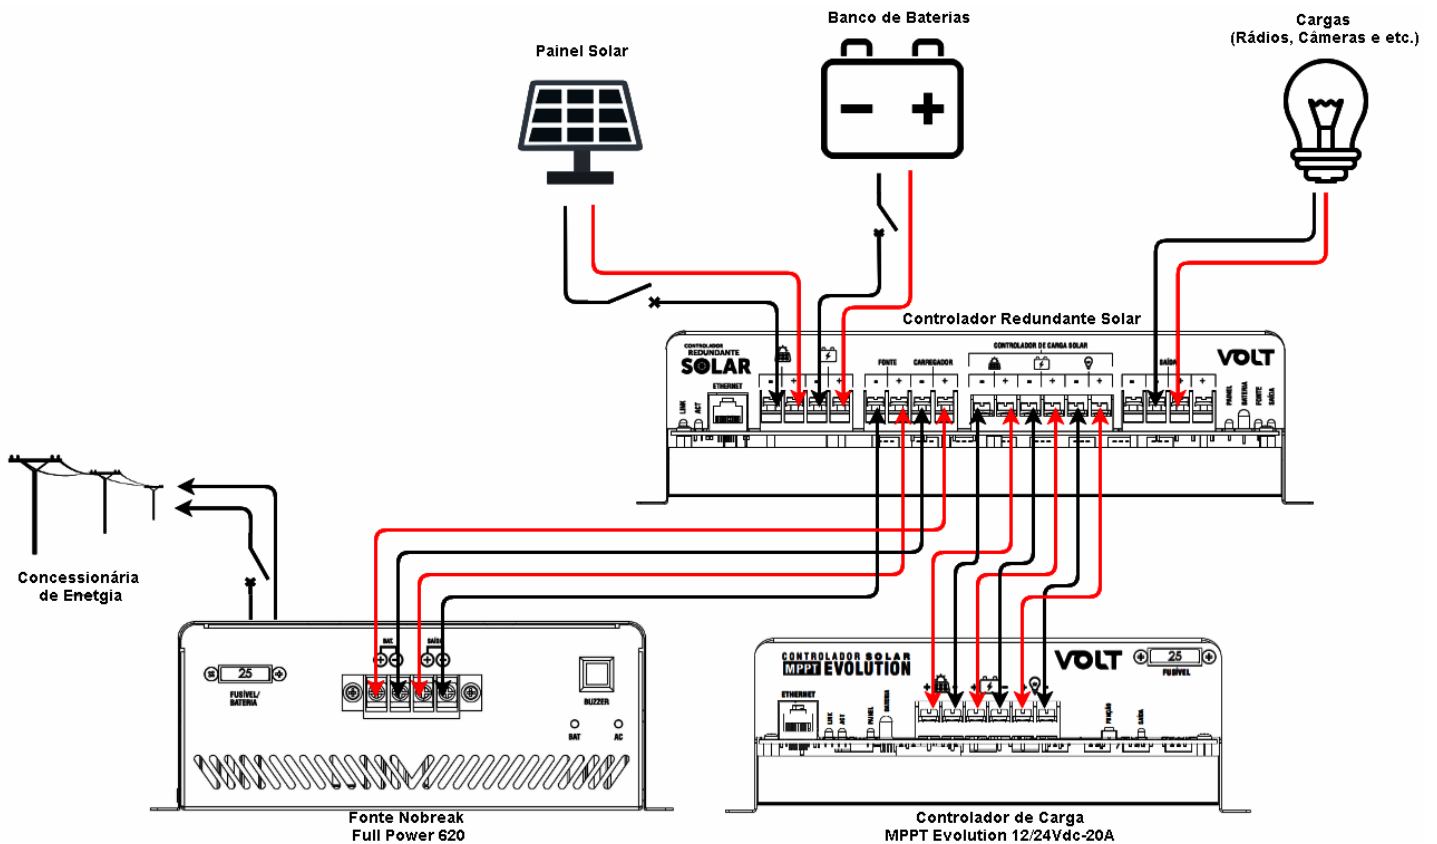 Painel Solar
Banco de Baterias
Cargas
(Rádios, Câmeras e etc.)
Controlador Redundante Solar
CONTROLADOR
REDUNDANTE
SOLAR
ETHERNET
LINK
ACT
- + - +
FONTE
CARREGADOR
- + - +
CONTROLADOR DE CARGA SOLAR
- + - + - +
SAÍDA
- - + +
VOLT
PAINEL
BATERIA
FONTE
SAÍDA
Concessionária
de Enetgia
BAT.
SAÍDA
25
FUSÍVEL/
BATERIA
BUZZER
BAT
AC
Fonte Nobreak
Full Power 620
CONTROLADOR SOLAR
MPPT EVOLUTION
VOLT
25
FUSÍVEL
ETHERNET
LINK
ACT
PAINEL
BATERIA
+ - + - + -
FUNÇÃO
SAÍDA
Controlador de Carga
MPPT Evolution 12/24Vdc-20A